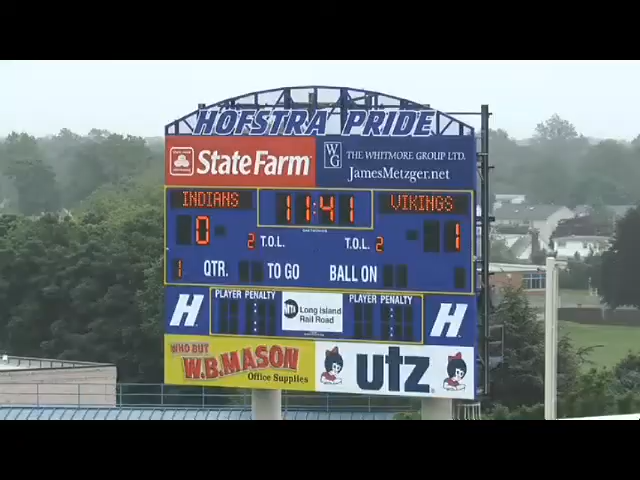 HOFSTRA PRIDE
State Farm
WG
THE WHITMORE GROUP LTD.
JamesMetzger.net
INDIANS 11:41 VIKINGS
0 2 T.O.L. T.O.L. 2 1
1 QTR. TO GO BALL ON
PLAYER PENALTY PLAYER PENALTY
H MTA Long Island H
Rail Road
WHO BUT
W.B. MASON
Office Supplies
UTZ